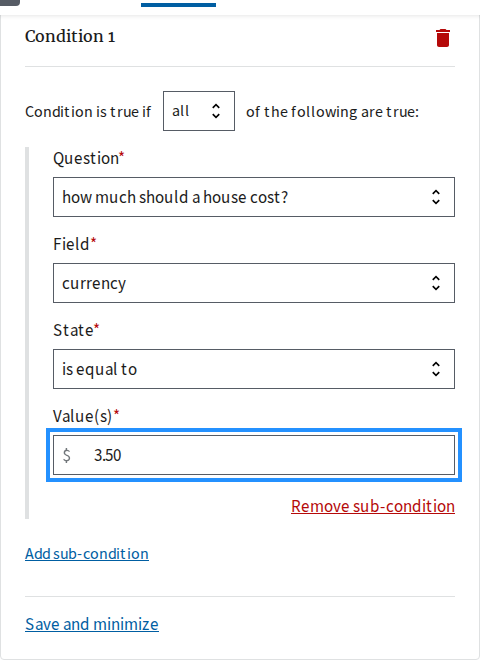 Condition 1
Condition is true if all of the following are true:
Question*
how much should a house cost?
Field*
currency
State*
is equal to
Value(s)*
$ 3.50
Remove sub-condition
Add sub-condition
Save and minimize